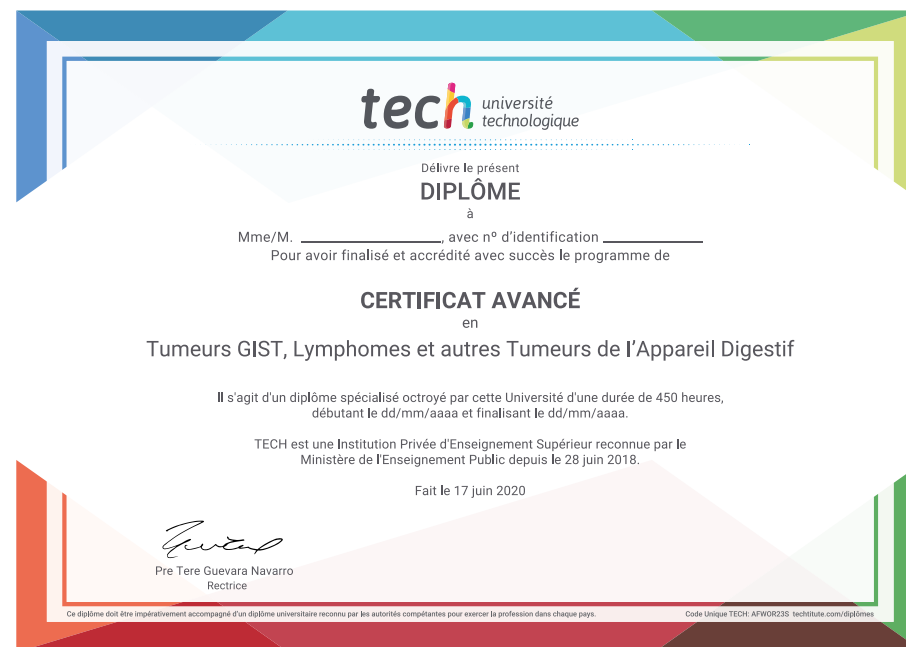 tech université
technologique
Délivre le présent
DIPLÔME
à
Mme/M. ____________________, avec nº d'identification ______________
Pour avoir finalisé et accrédité avec succès le programme de
CERTIFICAT AVANCÉ
en
Tumeurs GIST, Lymphomes et autres Tumeurs de l'Appareil Digestif
Il s'agit d'un diplôme spécialisé octroyé par cette Université d'une durée de 450 heures,
débutant le dd/mm/aaaa et finalisant le dd/mm/aaaa.
TECH est une Institution Privée d'Enseignement Supérieur reconnue par le
Ministère de l'Enseignement Public depuis le 28 juin 2018.
Fait le 17 juin 2020
Pre Tere Guevara Navarro
Rectrice
Ce diplôme doit être impérativement accompagné d'un diplôme universitaire reconnu par les autorités compétantes pour exercer la profession dans chaque pays.
Code Unique TECH: AFWOR23S techtitute.com/diplômes